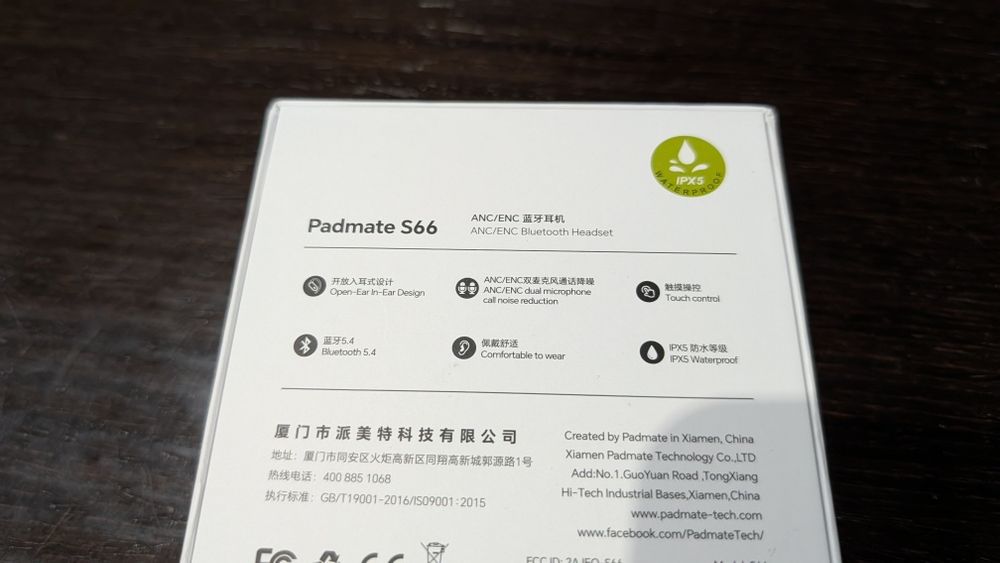 IPX5
WATERPROOF
Padmate S66
ANC/ENC 蓝牙耳机
ANC/ENC Bluetooth Headset
开放入耳式设计
Open-Ear In-Ear Design
ANC/ENC双麦克风通话降噪
ANC/ENC dual microphone
call noise reduction
触摸操控
Touch control
蓝牙5.4
Bluetooth 5.4
佩戴舒适
Comfortable to wear
IPX5 防水等级
IPX5 Waterproof
厦门市派美特科技有限公司
地址：厦门市同安区火炬高新区同翔高新城郭源路1号
热线电话：400 885 1068
执行标准：GB/T19001-2016/ISO9001:2015
Created by Padmate in Xiamen, China
Xiamen Padmate Technology Co.,LTD
Add:No.1.GuoYuan Road ,TongXiang
Hi-Tech Industrial Bases,Xiamen,China
www.padmate-tech.com
www.facebook.com/PadmateTech/
FCC ID: